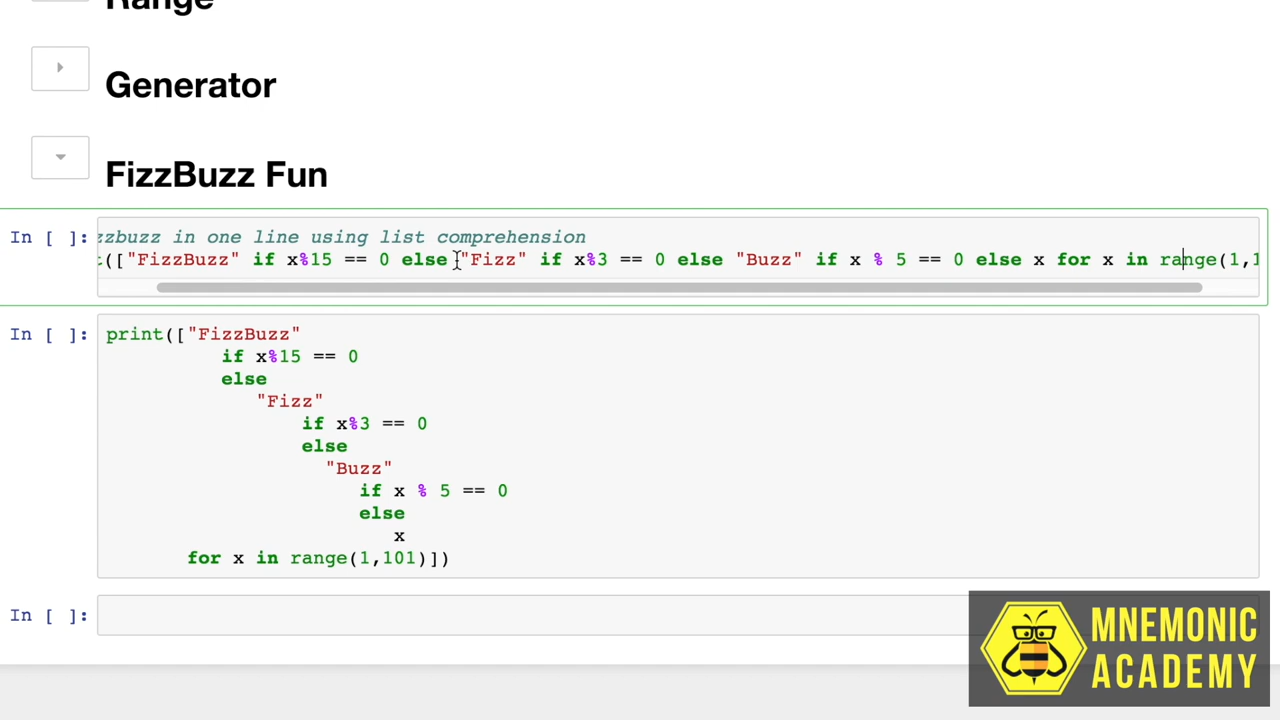 Range
Generator
FizzBuzz Fun
In [ ]:
zzbuzz in one line using list comprehension
t(["FizzBuzz" if x%15 == 0 else "Fizz" if x%3 == 0 else "Buzz" if x % 5 == 0 else x for x in range(1,1
In [ ]:
print(["FizzBuzz"
if x%15 == 0
else
"Fizz"
if x%3 == 0
else
"Buzz"
if x % 5 == 0
else
x
for x in range(1,101)])
In [ ]:
MNEMONIC
ACADEMY